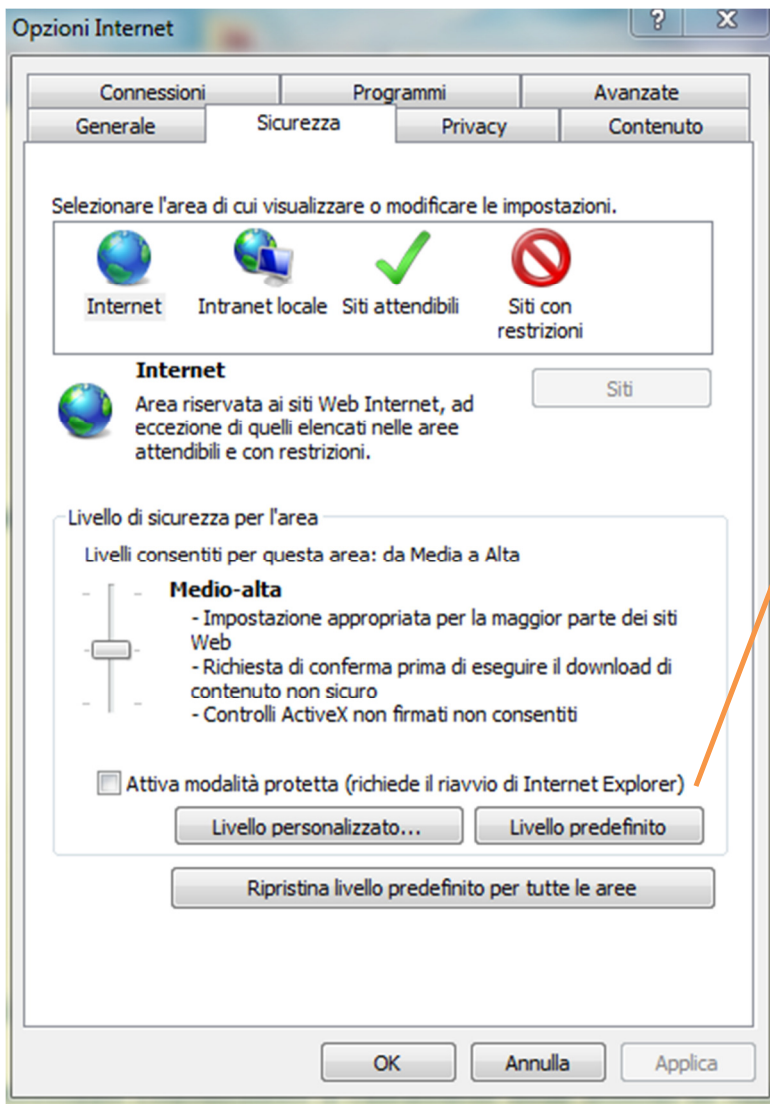 Opzioni Internet
?
X
Connessioni Programmi Avanzate
Generale Sicurezza Privacy Contenuto
Selezionare l'area di cui visualizzare o modificare le impostazioni.
Internet Intranet locale Siti attendibili Siti con
restrizioni
Internet
Siti
Area riservata ai siti Web Internet, ad
eccezione di quelli elencati nelle aree
attendibili e con restrizioni.
Livello di sicurezza per l'area
Livelli consentiti per questa area: da Media a Alta
Medio-alta
- Impostazione appropriata per la maggior parte dei siti
Web
- Richiesta di conferma prima di eseguire il download di
contenuto non sicuro
- Controlli ActiveX non firmati non consentiti
Attiva modalità protetta (richiede il riavvio di Internet Explorer)
Livello personalizzato... Livello predefinito
Ripristina livello predefinito per tutte le aree
OK Annulla Applica